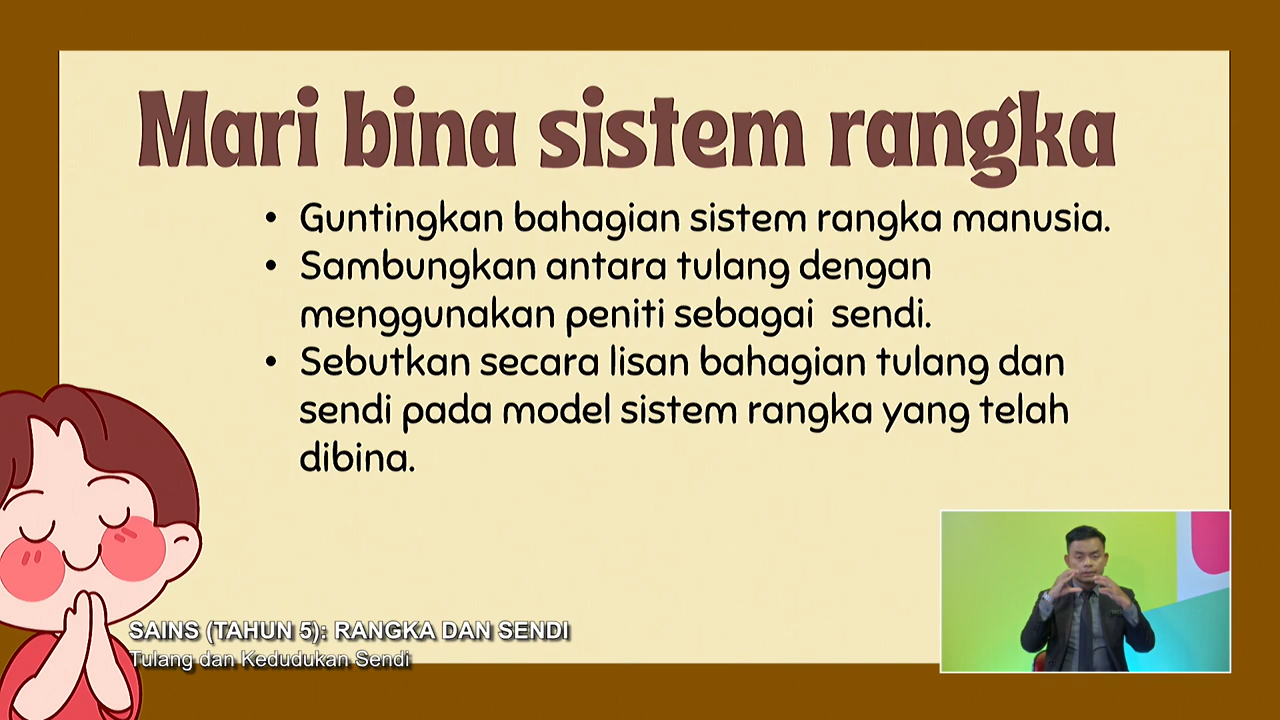 Mari bina sistem rangka
• Guntingkan bahagian sistem rangka manusia.
• Sambungkan antara tulang dengan
menggunakan peniti sebagai sendi.
• Sebutkan secara lisan bahagian tulang dan
sendi pada model sistem rangka yang telah
dibina.
SAINS (TAHUN 5): RANGKA DAN SENDI
Tulang dan Kedudukan Sendi